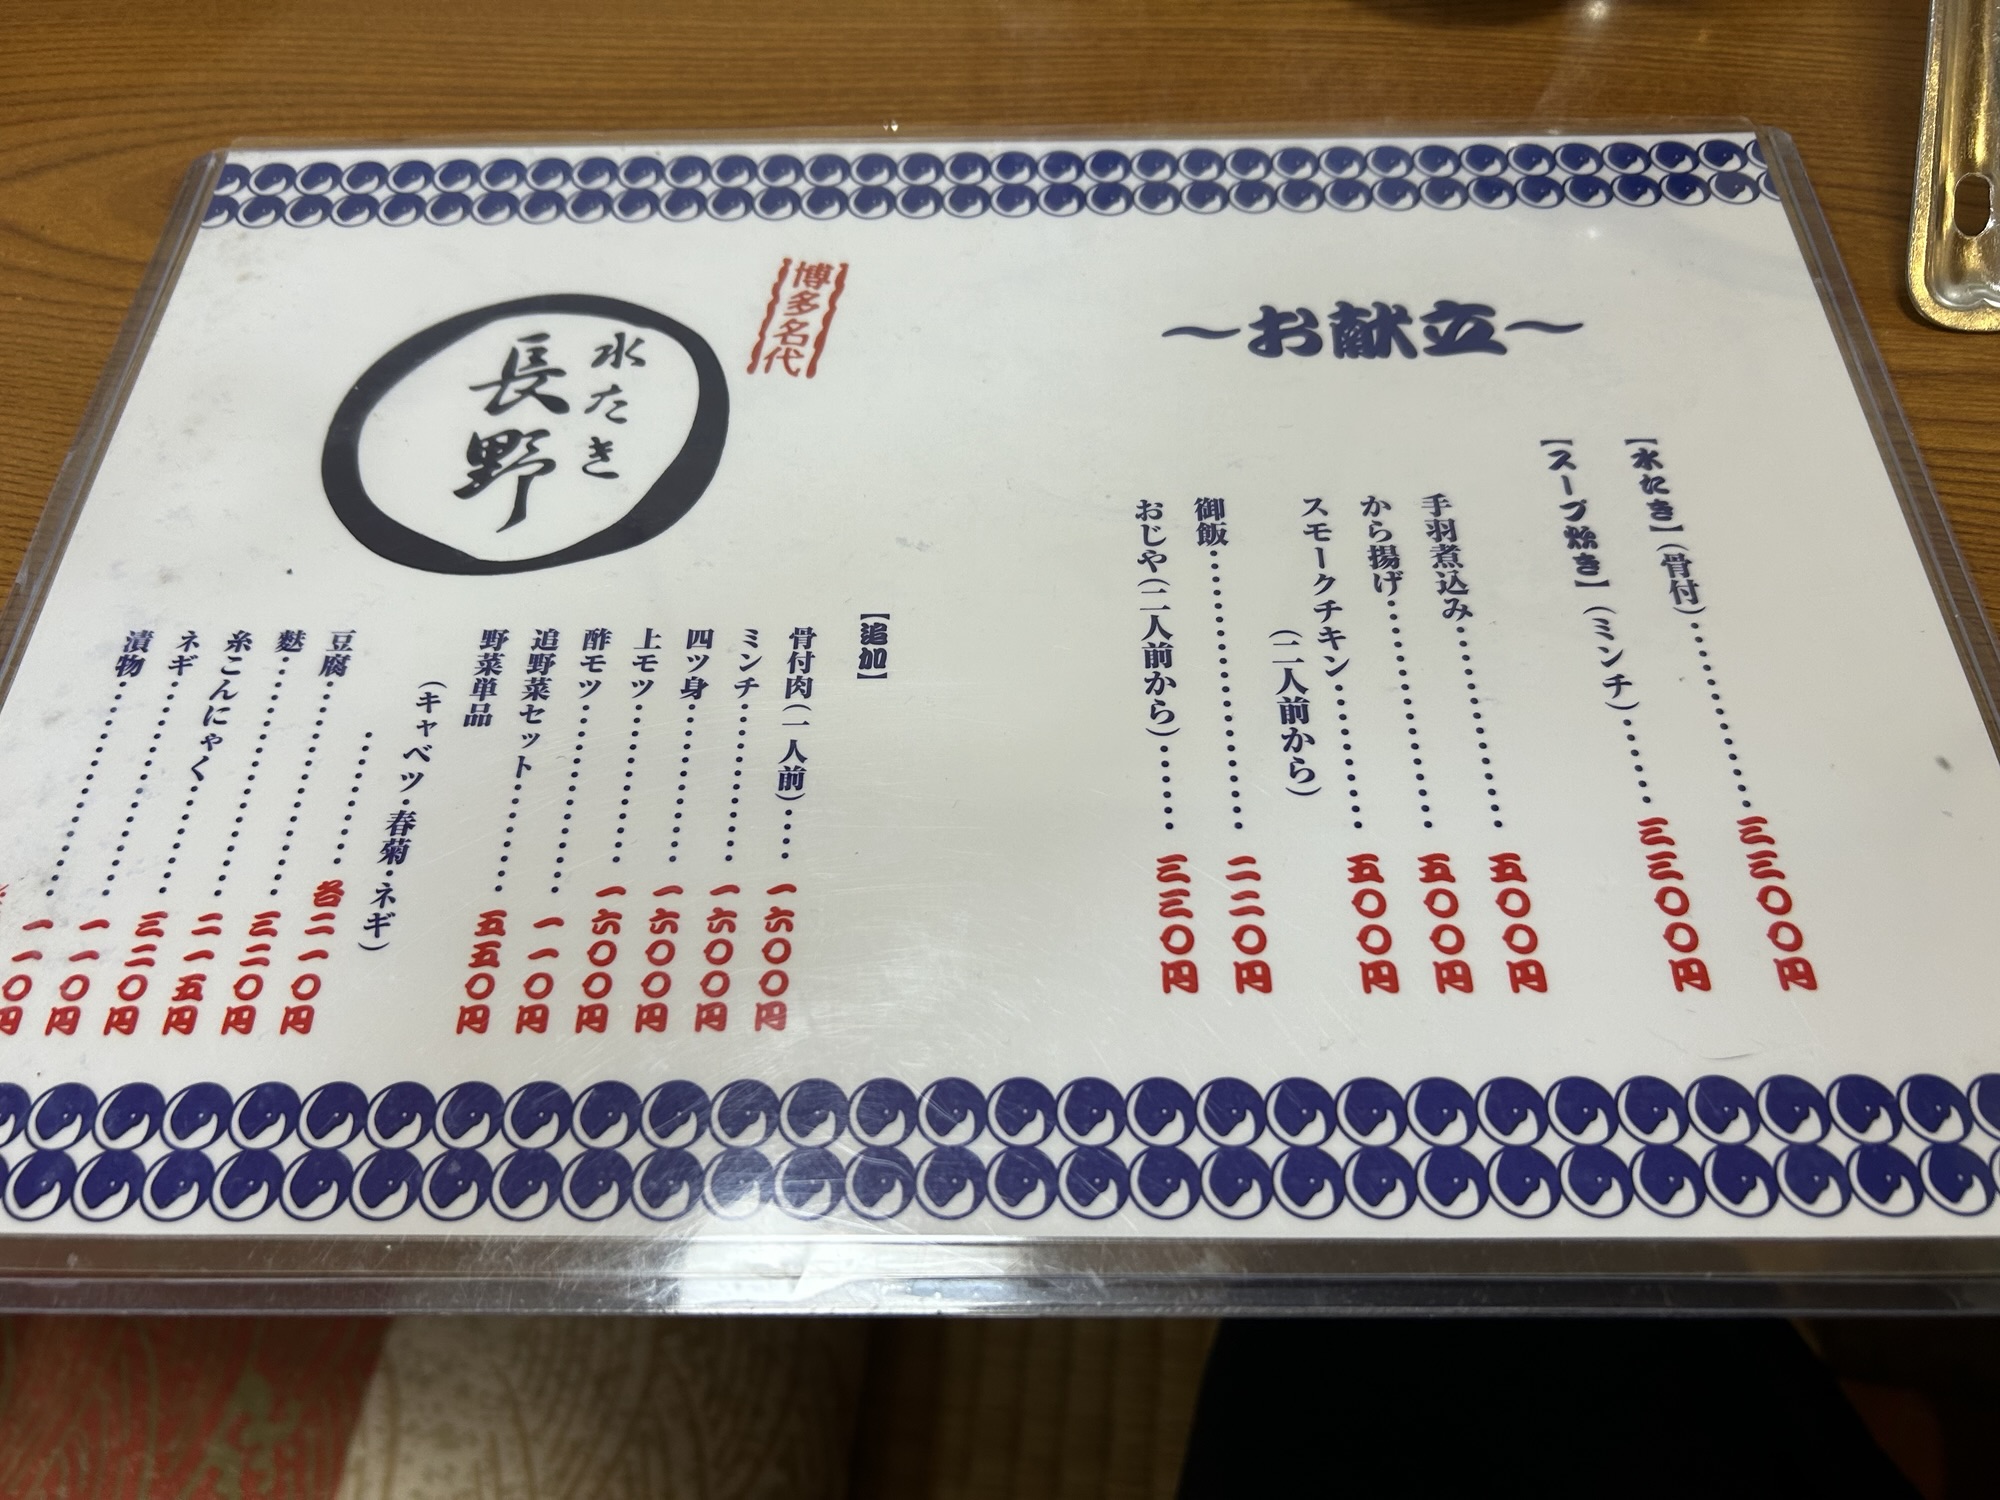 ～お献立～
【水たき】(骨付)……三三〇〇円
【スープ炊き】(ミンチ)……三三〇〇円
手羽煮込み……五〇〇円
から揚げ……五〇〇円
スモークチキン……五〇〇円
(二人前から)
御飯……二二〇円
おじや(二人前から)……三三〇円
博多名代
水たき
長野
【追加】
骨付肉(一人前)……一六〇〇円
ミンチ……一六〇〇円
四ツ身……一六〇〇円
上モツ……一六〇〇円
酢モツ……一一〇円
追野菜セット……五五〇円
野菜単品
(キャベツ・春菊・ネギ)
……各二一〇円
豆腐……三二〇円
麩……二一五円
糸こんにゃく……三二〇円
ネギ……一一〇円
漬物……一一〇円